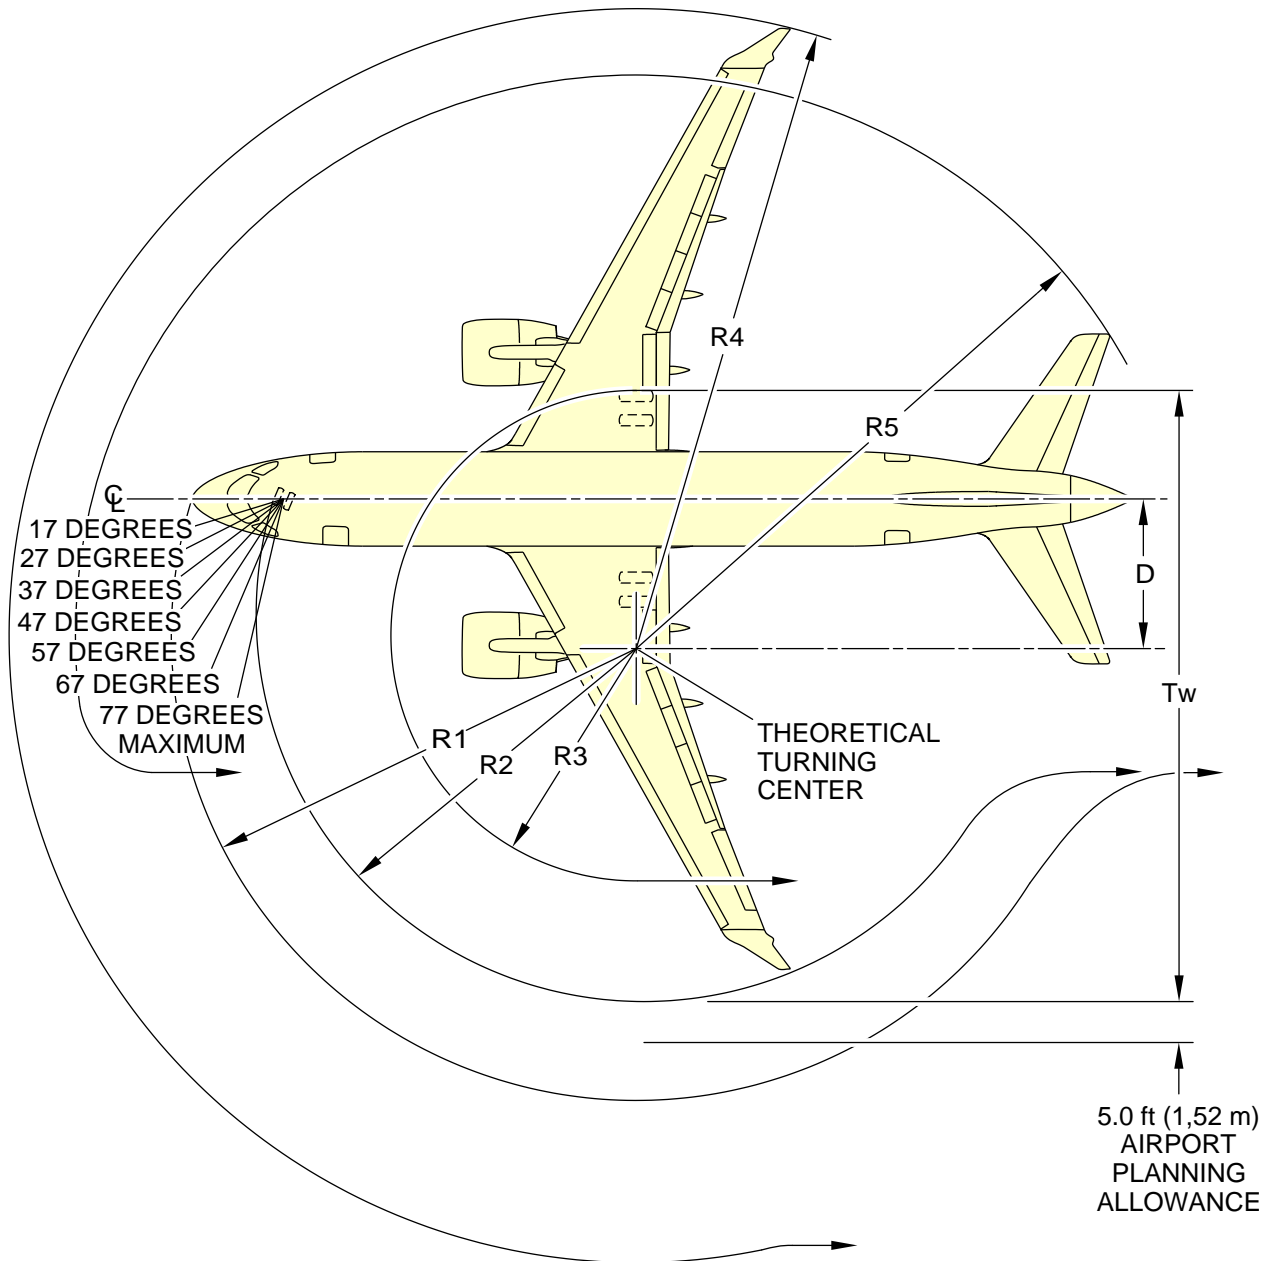 R4
R5
℄
17 DEGREES
27 DEGREES
37 DEGREES
47 DEGREES
57 DEGREES
67 DEGREES
77 DEGREES
MAXIMUM
D
Tw
R1
R2
R3
THEORETICAL
TURNING
CENTER
5.0 ft (1,52 m)
AIRPORT
PLANNING
ALLOWANCE